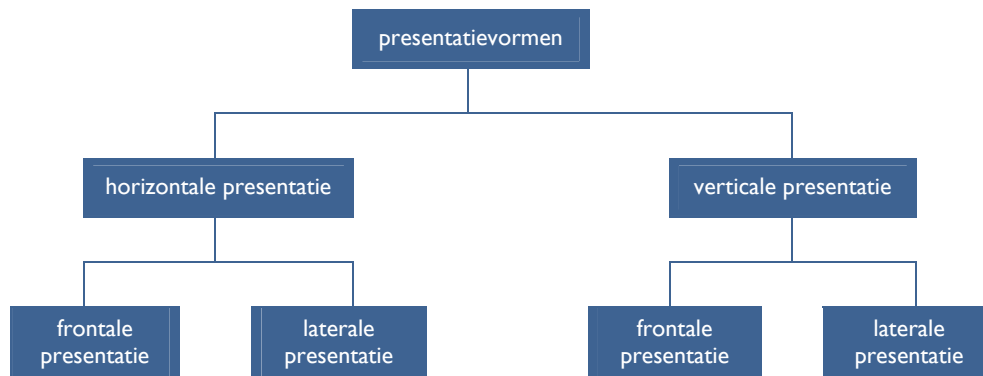 presentatievormen
horizontale presentatie
verticale presentatie
frontale
presentatie
laterale
presentatie
frontale
presentatie
laterale
presentatie